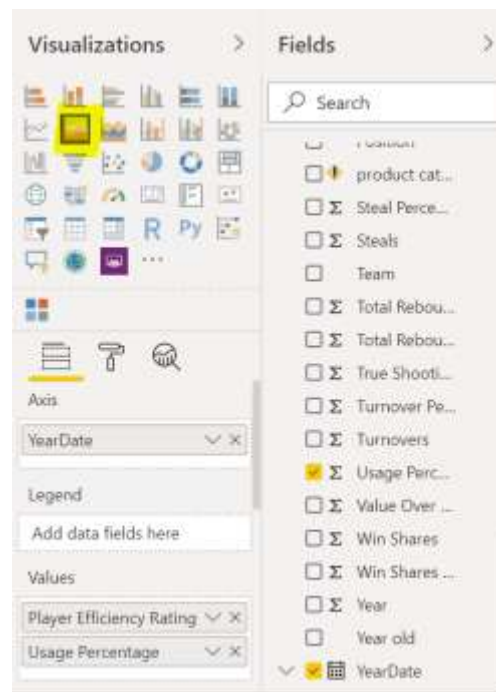 Visualizations
R Py
Axis
YearDate
Legend
Add data fields here
Values
Player Efficiency Rating
Usage Percentage
Fields
Search
Position
product cat...
Steal Perce...
Steals
Team
Total Rebou...
Total Rebou...
True Shooti...
Turnover Pe...
Turnovers
Usage Perc...
Value Over ...
Win Shares
Win Shares ...
Year
Year old
YearDate